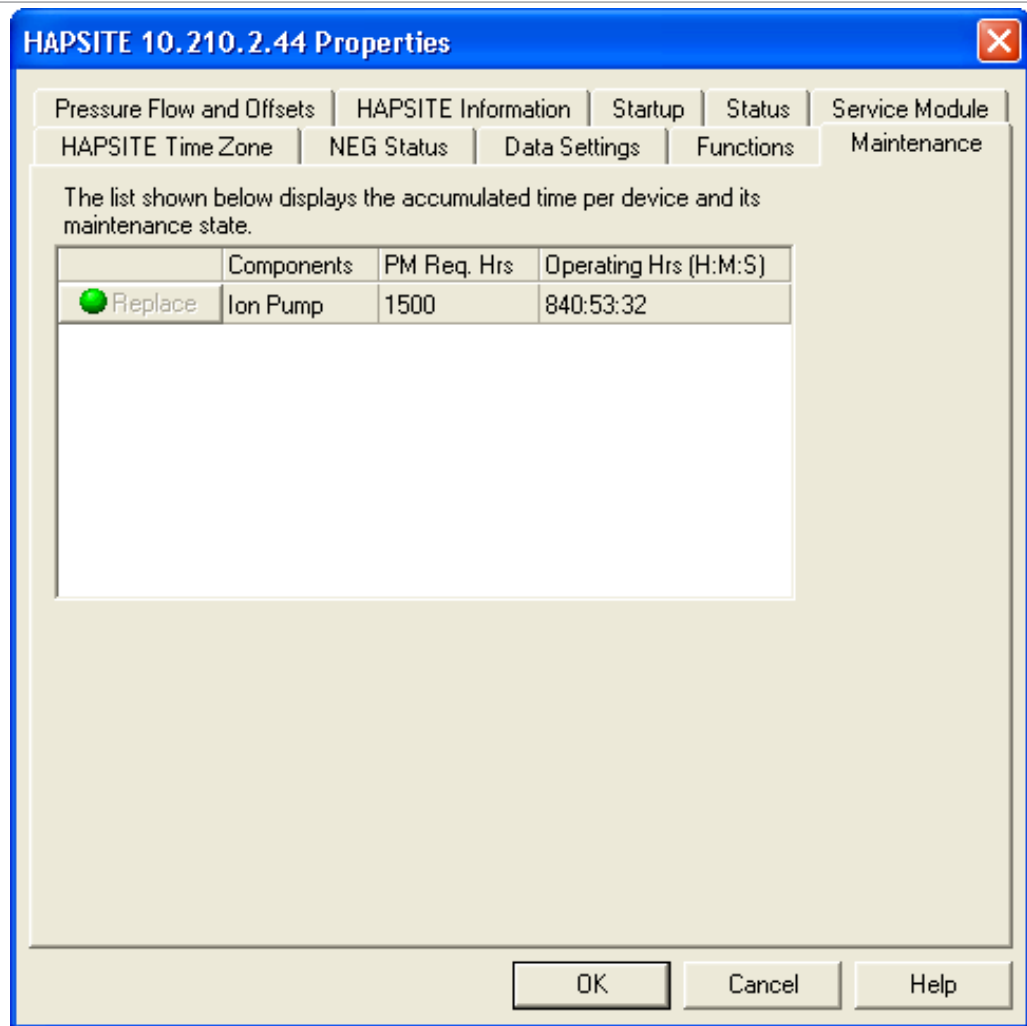 HAPSITE 10.210.2.44 Properties
Pressure Flow and Offsets HAPSITE Information Startup Status Service Module
HAPSITE Time Zone NEG Status Data Settings Functions Maintenance
The list shown below displays the accumulated time per device and its
maintenance state.
Components PM Req. Hrs Operating Hrs (H:M:S)
Replace Ion Pump 1500 840:53:32
OK Cancel Help